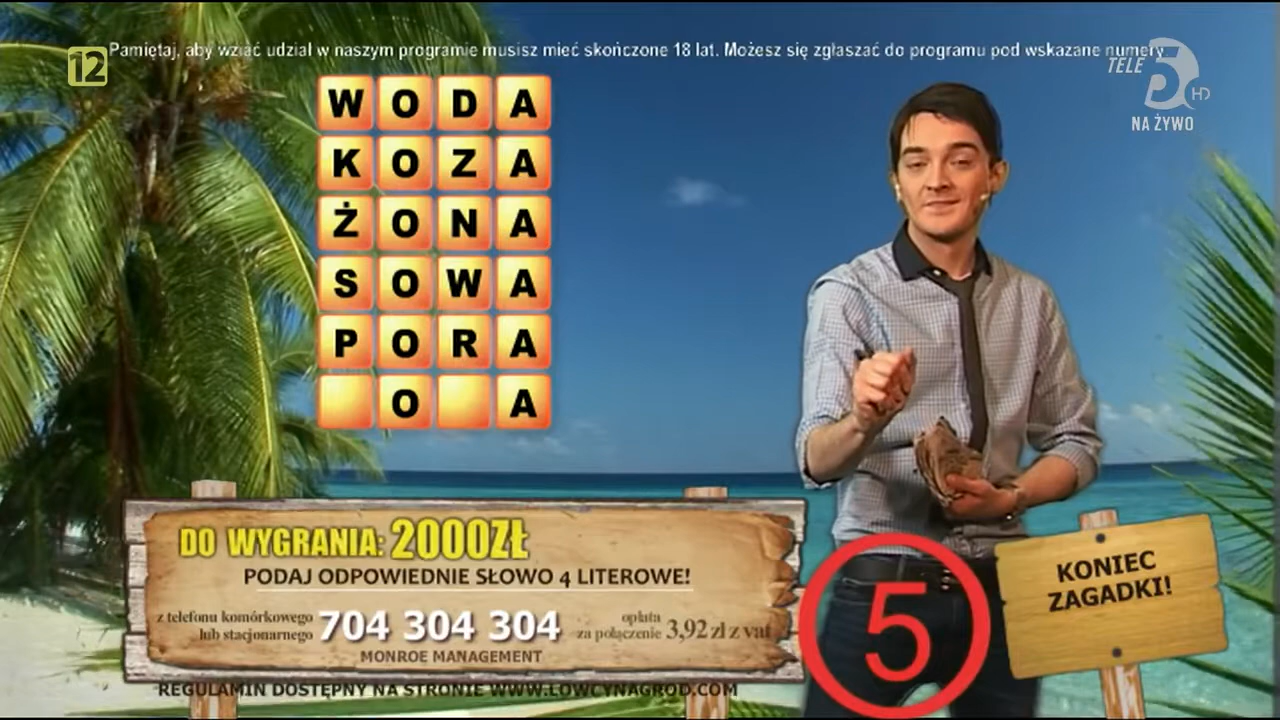 Pamiętaj, aby wziąć udział w naszym programie musisz mieć skończone 18 lat. Możesz się zgłaszać do programu pod wskazane numery
12
TELE 5 HD
NA ŻYWO
W O D A
K O Z A
Ż O N A
S O W A
P O R A
O A
DO WYGRANIA: 2000ZŁ
PODAJ ODPOWIEDNIE SŁOWO 4 LITEROWE!
z telefonu komórkowego
lub stacjonarnego
704 304 304
opłata
za połączenie 3,92 zł z vat
MONROE MANAGEMENT
REGULAMIN DOSTĘPNY NA STRONIE WWW.LOWCYNAGROD.COM
5
KONIEC
ZAGADKI!